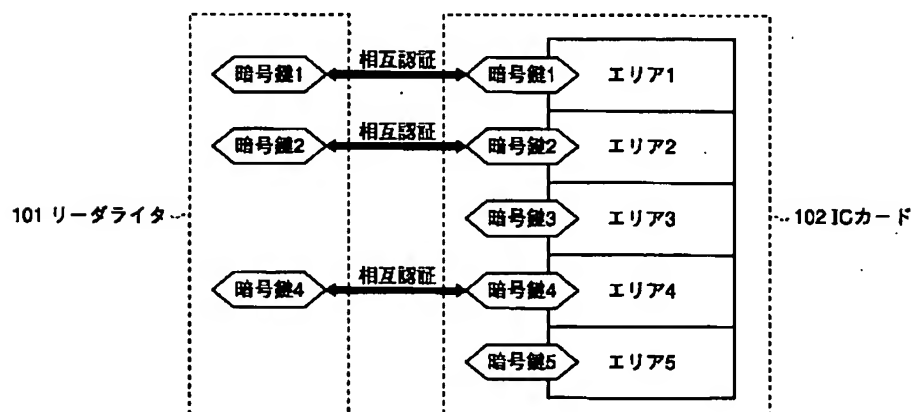 暗号鍵1 相互認証 暗号鍵1 エリア1
暗号鍵2 相互認証 暗号鍵2 エリア2
101 リーダライタ 暗号鍵3 エリア3 102 ICカード
暗号鍵4 相互認証 暗号鍵4 エリア4
暗号鍵5 エリア5